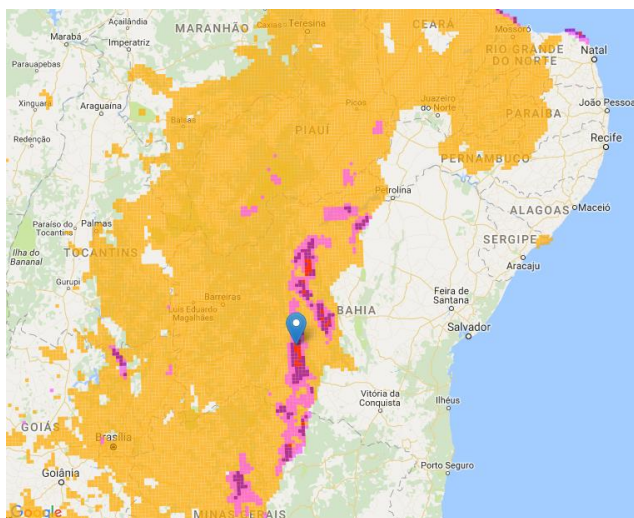 Açailândia
Marabá
Imperatriz
MARANHÃO
Caxias
Teresina
CEARÁ
Mossoró
RIO GRANDE
DO NORTE
Natal
Parauapebas
Xinguara
Araguaína
Balsas
Picos
Juazeiro
do Norte
João Pessoa
PARAÍBA
Redenção
PIAUÍ
Recife
PERNAMBUCO
Petrolina
ALAGOAS
Maceió
Paraíso do
Tocantins
Palmas
Ilha do
Bananal
TOCANTINS
SERGIPE
Aracaju
Gurupi
Barreiras
Luís Eduardo
Magalhães
BAHIA
Feira de
Santana
Salvador
Vitória da
Conquista
Ilhéus
GOIÁS
Brasília
Goiânia
Porto Seguro
Google
MINAS GERAIS